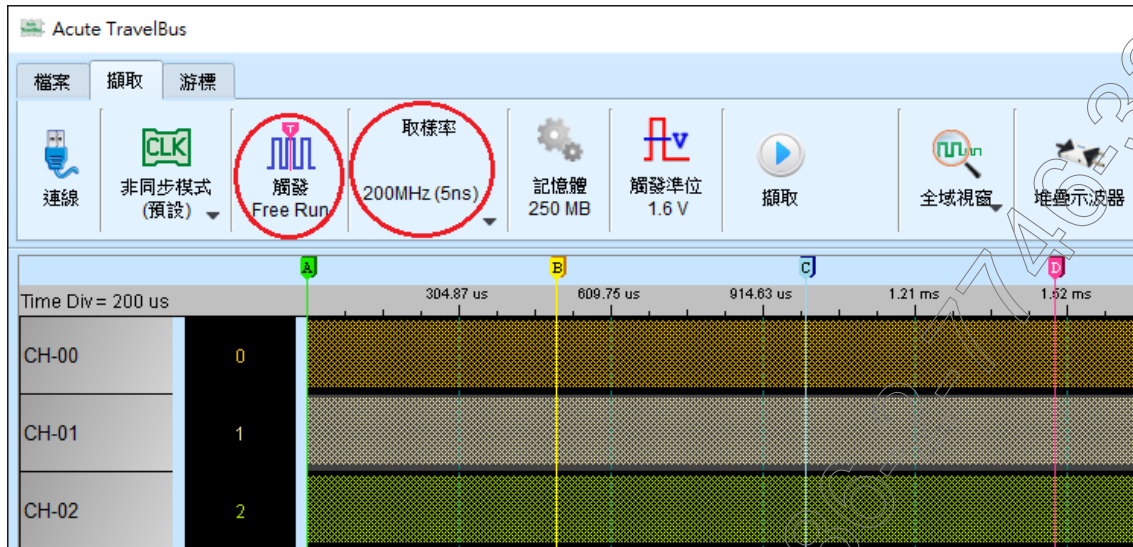 Acute TravelBus
檔案 擷取 游標
連線
非同步模式
(預設)
觸發
Free Run
取樣率
200MHz (5ns)
記憶體
250 MB
觸發準位
1.6 V
擷取
全域視窗
堆疊示波器
A B C D
Time Div = 200 us
304.87 us 609.75 us 914.63 us 1.21 ms 1.52 ms
CH-00 0
CH-01 1
CH-02 2